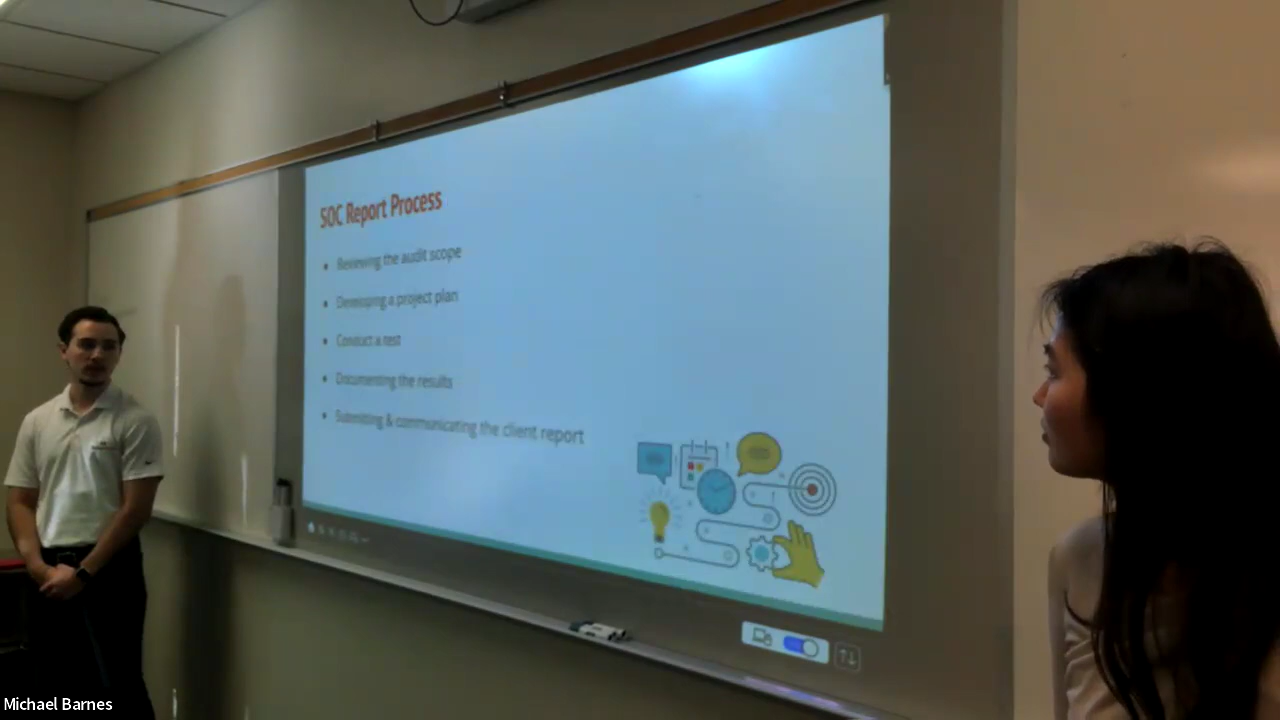 SOC Report Process
• Reviewing the audit scope
• Developing a project plan
• Conduct a test
• Documenting the results
• Submitting & communicating the client report
Michael Barnes